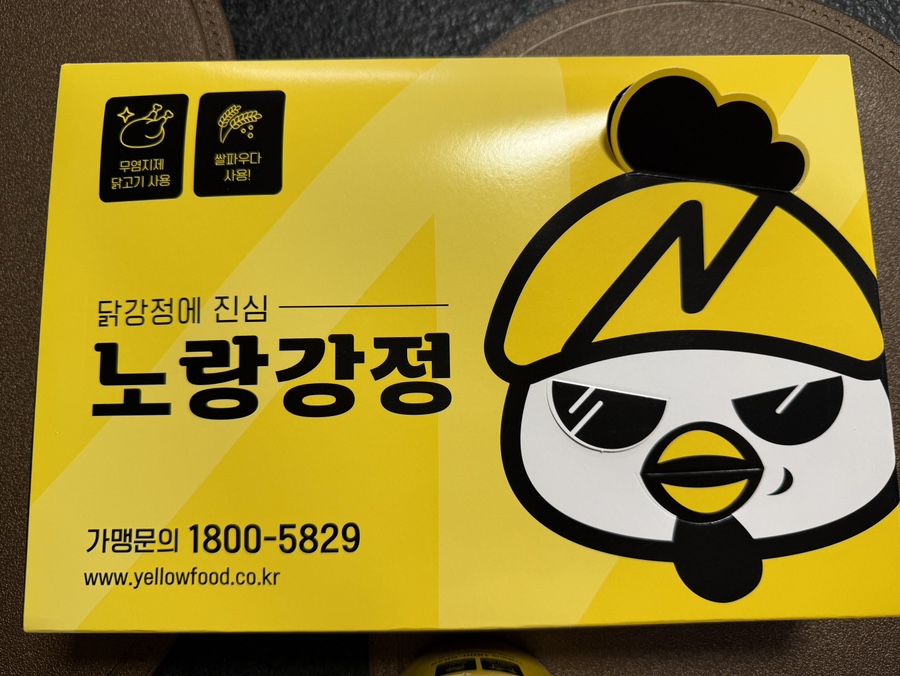 무염지제
닭고기 사용
쌀파우다
사용!
닭강정에 진심
노랑강정
N
가맹문의 1800-5829
www.yellowfood.co.kr